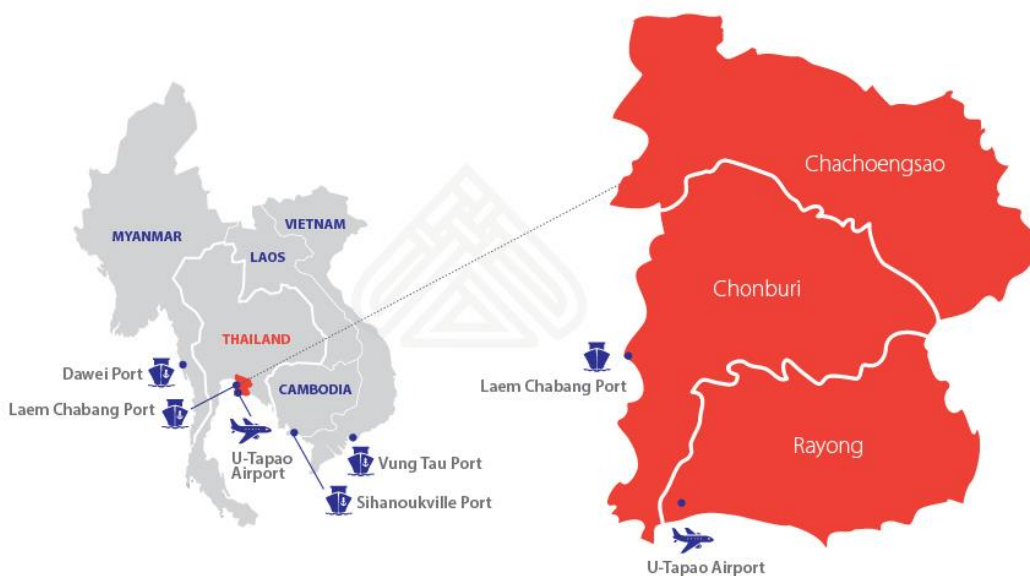 MYANMAR
VIETNAM
LAOS
THAILAND
CAMBODIA
Dawei Port
Laem Chabang Port
U-Tapao
Airport
Vung Tau Port
Sihanoukville Port
Chachoengsao
Chonburi
Laem Chabang Port
Rayong
U-Tapao Airport